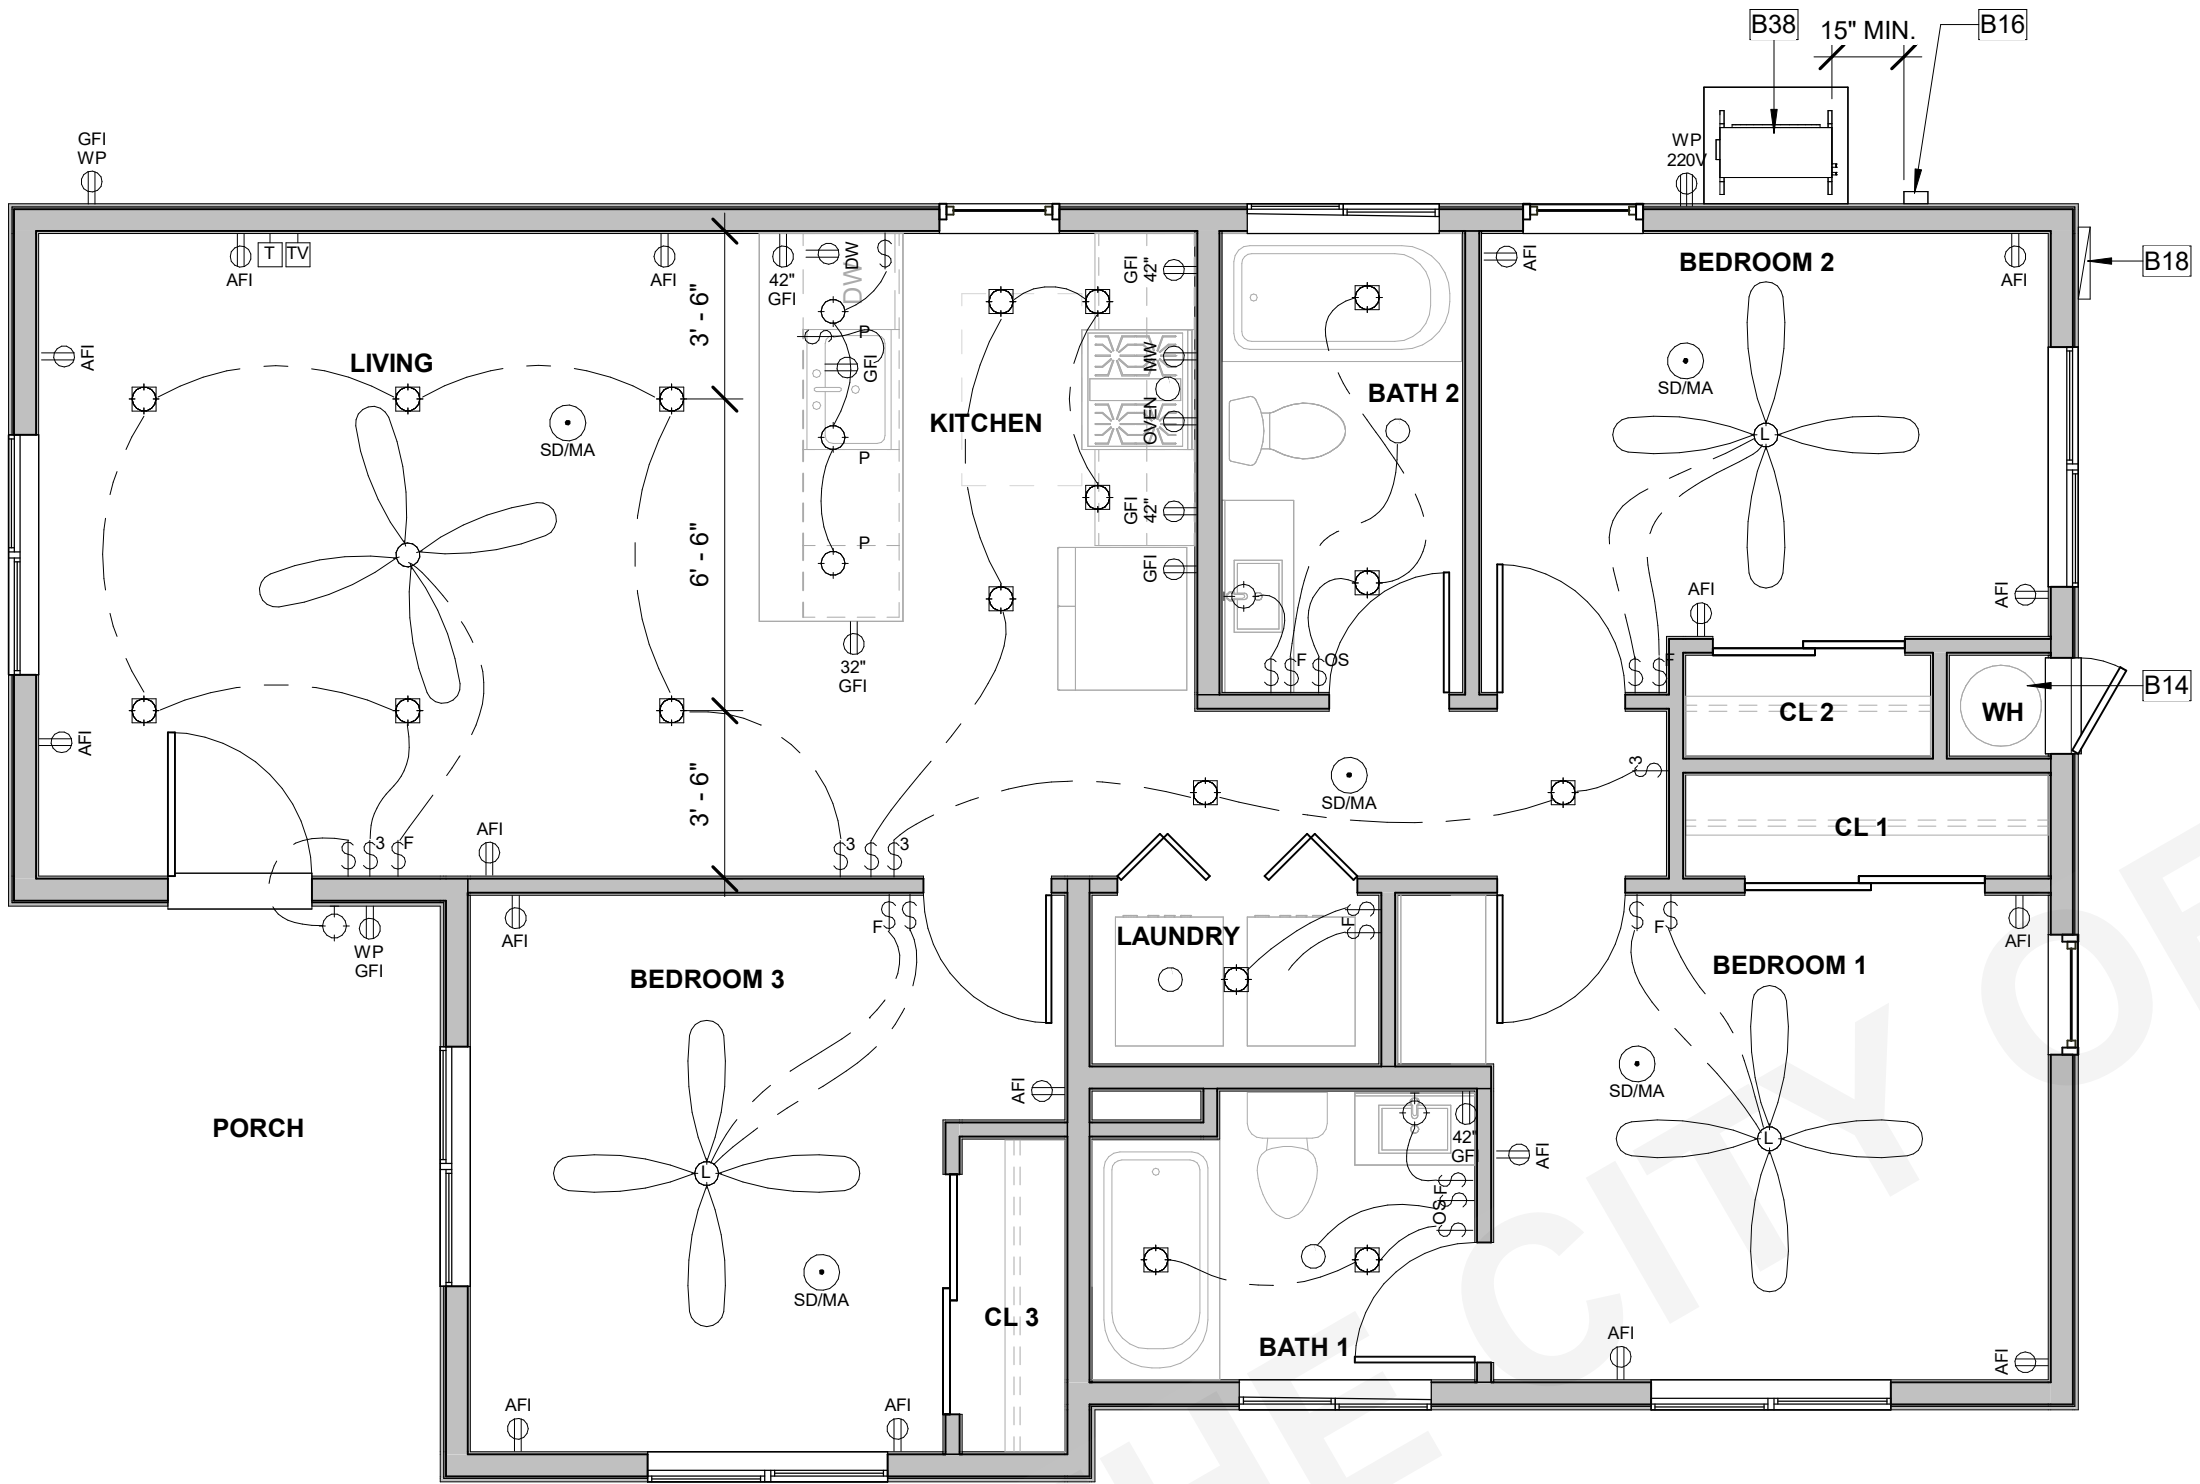 B38
15" MIN.
B16
GFI
WP
WP
220V
AFI
T
TV
AFI
42"
GFI
DW
DW
GFI
42"
AFI
BEDROOM 2
AFI
B18
3' - 6"
AFI
LIVING
P
GFI
MW
SD/MA
BATH 2
SD/MA
KITCHEN
OVEN
P
L
GFI
42"
6' - 6"
P
GFI
AFI
AFI
32"
GFI
F
OS
F
B14
CL 2
WH
AFI
3' - 6"
3
SD/MA
CL 1
3
F
AFI
3
3
AFI
F
F
F
AFI
WP
GFI
LAUNDRY
BEDROOM 3
BEDROOM 1
AFI
SD/MA
PORCH
42"
GFI
AFI
L
L
F
OS
SD/MA
CL 3
BATH 1
AFI
AFI
AFI
AFI
THE CITY OF